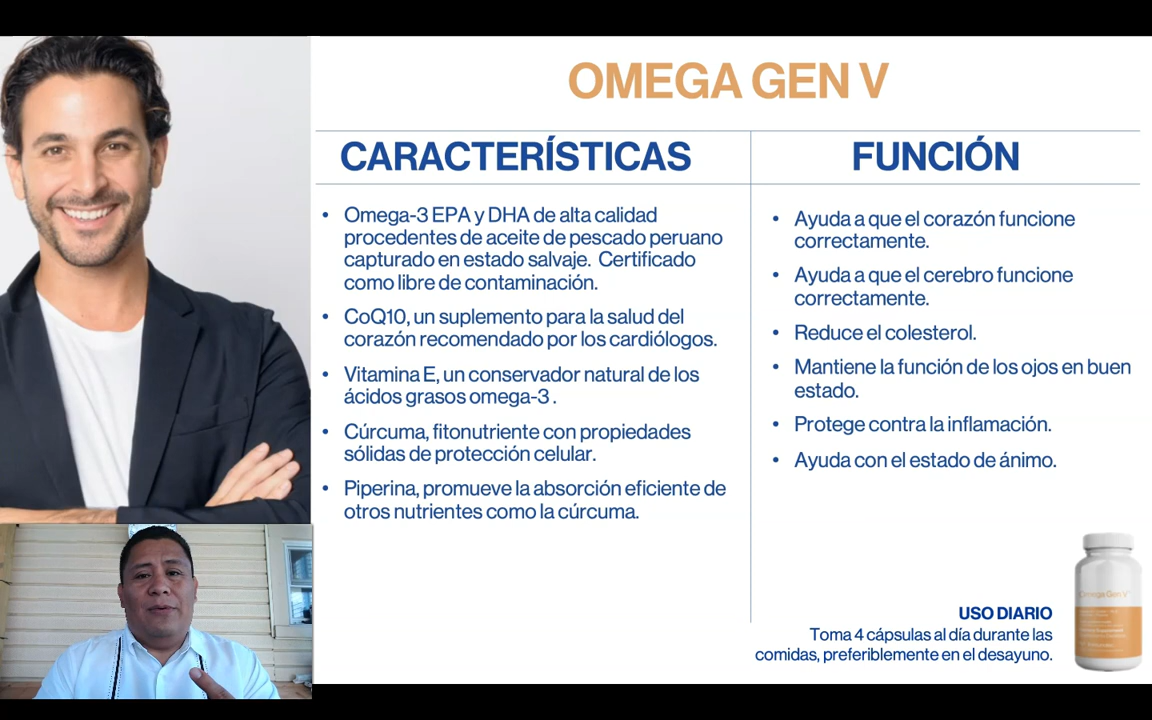 OMEGA GEN V
CARACTERÍSTICAS
• Omega-3 EPA y DHA de alta calidad
procedentes de aceite de pescado peruano
capturado en estado salvaje. Certificado
como libre de contaminación.
• CoQ10, un suplemento para la salud del
corazón recomendado por los cardiólogos.
• Vitamina E, un conservador natural de los
ácidos grasos omega-3 .
• Cúrcuma, fitonutriente con propiedades
sólidas de protección celular.
• Piperina, promueve la absorción eficiente de
otros nutrientes como la cúrcuma.
FUNCIÓN
• Ayuda a que el corazón funcione
correctamente.
• Ayuda a que el cerebro funcione
correctamente.
• Reduce el colesterol.
• Mantiene la función de los ojos en buen
estado.
• Protege contra la inflamación.
• Ayuda con el estado de ánimo.
USO DIARIO
Toma 4 cápsulas al día durante las
comidas, preferiblemente en el desayuno.
Omega Gen V